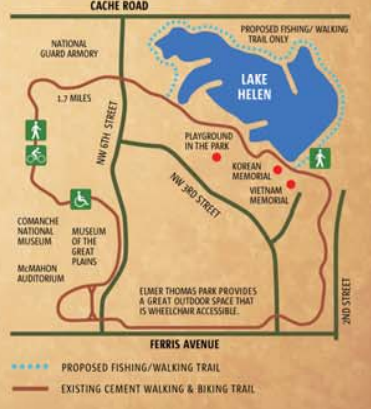 CACHE ROAD
PROPOSED FISHING/ WALKING
TRAIL ONLY
NATIONAL
GUARD ARMORY
LAKE
HELEN
1.7 MILES
NW 6TH STREET
PLAYGROUND
IN THE PARK
KOREAN
MEMORIAL
NW 3RD STREET
VIETNAM
MEMORIAL
COMANCHE
NATIONAL
MUSEUM
MUSEUM
OF THE
GREAT
PLAINS
McMAHON
AUDITORIUM
ELMER THOMAS PARK PROVIDES
A GREAT OUTDOOR SPACE THAT
IS WHEELCHAIR ACCESSIBLE.
2ND STREET
FERRIS AVENUE
PROPOSED FISHING/WALKING TRAIL
EXISTING CEMENT WALKING & BIKING TRAIL